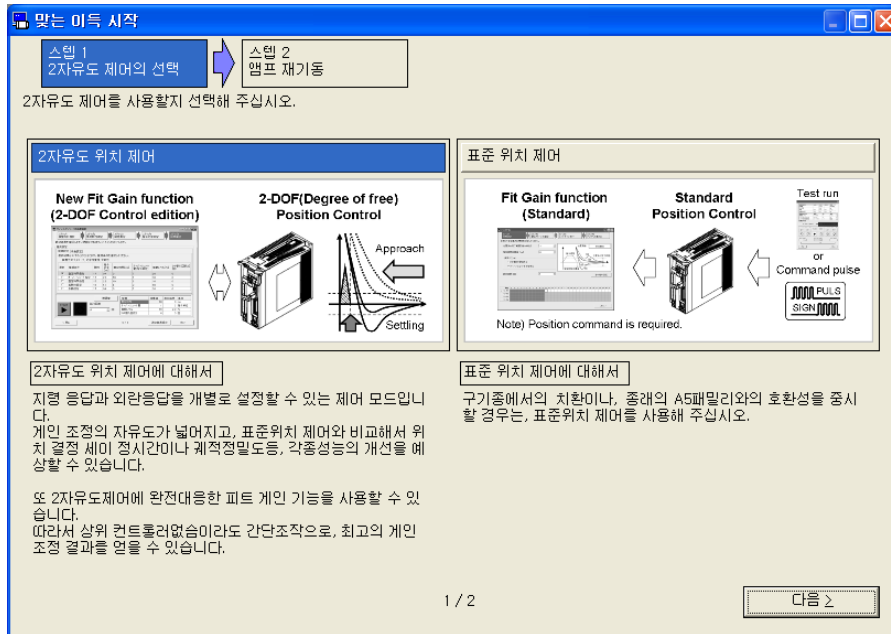 맞는 이득 시작
스텝 1
2자유도 제어의 선택
스텝 2
앰프 재기동
2자유도 제어를 사용할지 선택해 주십시오.
2자유도 위치 제어
New Fit Gain function
(2-DOF Control edition)
2-DOF(Degree of free)
Position Control
Approach
Settling
표준 위치 제어
Fit Gain function
(Standard)
Standard
Position Control
Test run
or
Command pulse
PULS
SIGN
Note) Position command is required.
2자유도 위치 제어에 대해서
지령 응답과 외란응답을 개별로 설정할 수 있는 제어 모드입니
다.
게인 조정의 자유도가 넓어지고, 표준위치 제어와 비교해서 위
치 결정 세이 정시간이나 궤적정밀도등, 각종성능의 개선을 예
상할 수 있습니다.
또 2자유도제어에 완전대응한 피트 게인 기능을 사용할 수 있
습니다.
따라서 상위 컨트롤러없슴이라도 간단조작으로, 최고의 게인
조정 결과를 얻을 수 있습니다.
표준 위치 제어에 대해서
구기종에서의 치환이나, 종래의 A5패밀리와의 호환성을 중시
할 경우는, 표준위치 제어를 사용해 주십시오.
1 / 2
다음 >